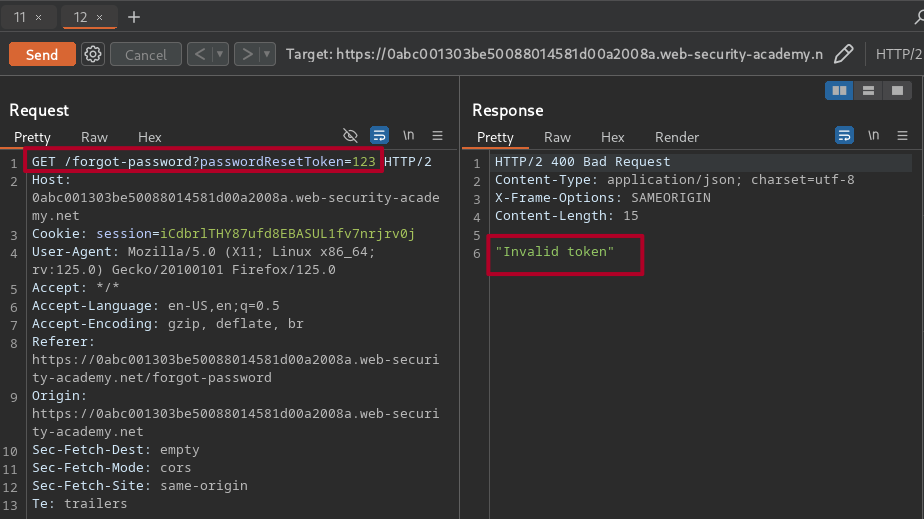 11 × 12 × +
Send Cancel < > Target: https://0abc001303be50088014581d00a2008a.web-security-academy.n HTTP/2
Request
Pretty Raw Hex \n
1 GET /forgot-password?passwordResetToken=123 HTTP/2
2 Host:
0abc001303be50088014581d00a2008a.web-security-acade
my.net
3 Cookie: session=iCdbrlTHY87ufd8EBASUL1fv7nrjrv0j
4 User-Agent: Mozilla/5.0 (X11; Linux x86_64;
rv:125.0) Gecko/20100101 Firefox/125.0
5 Accept: */*
6 Accept-Language: en-US,en;q=0.5
7 Accept-Encoding: gzip, deflate, br
8 Referer:
https://0abc001303be50088014581d00a2008a.web-securi
ty-academy.net/forgot-password
9 Origin:
https://0abc001303be50088014581d00a2008a.web-securi
ty-academy.net
10 Sec-Fetch-Dest: empty
11 Sec-Fetch-Mode: cors
12 Sec-Fetch-Site: same-origin
13 Te: trailers
Response
Pretty Raw Hex Render \n
1 HTTP/2 400 Bad Request
2 Content-Type: application/json; charset=utf-8
3 X-Frame-Options: SAMEORIGIN
4 Content-Length: 15
5
6 "Invalid token"